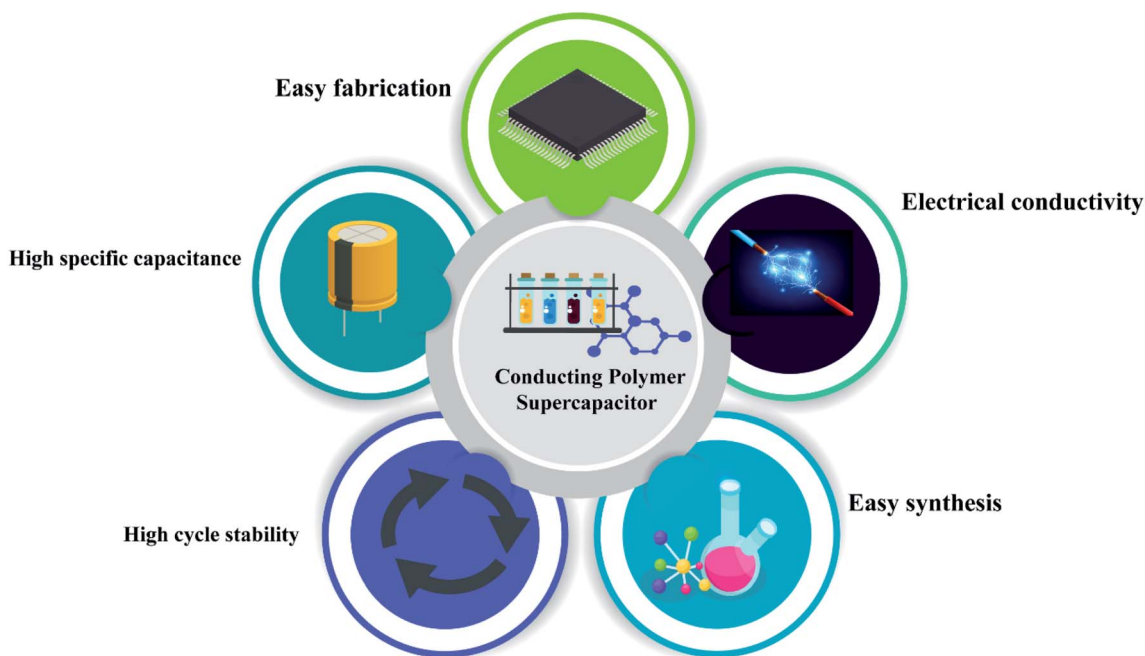 Easy fabrication
Electrical conductivity
High specific capacitance
Conducting Polymer
Supercapacitor
Easy synthesis
High cycle stability